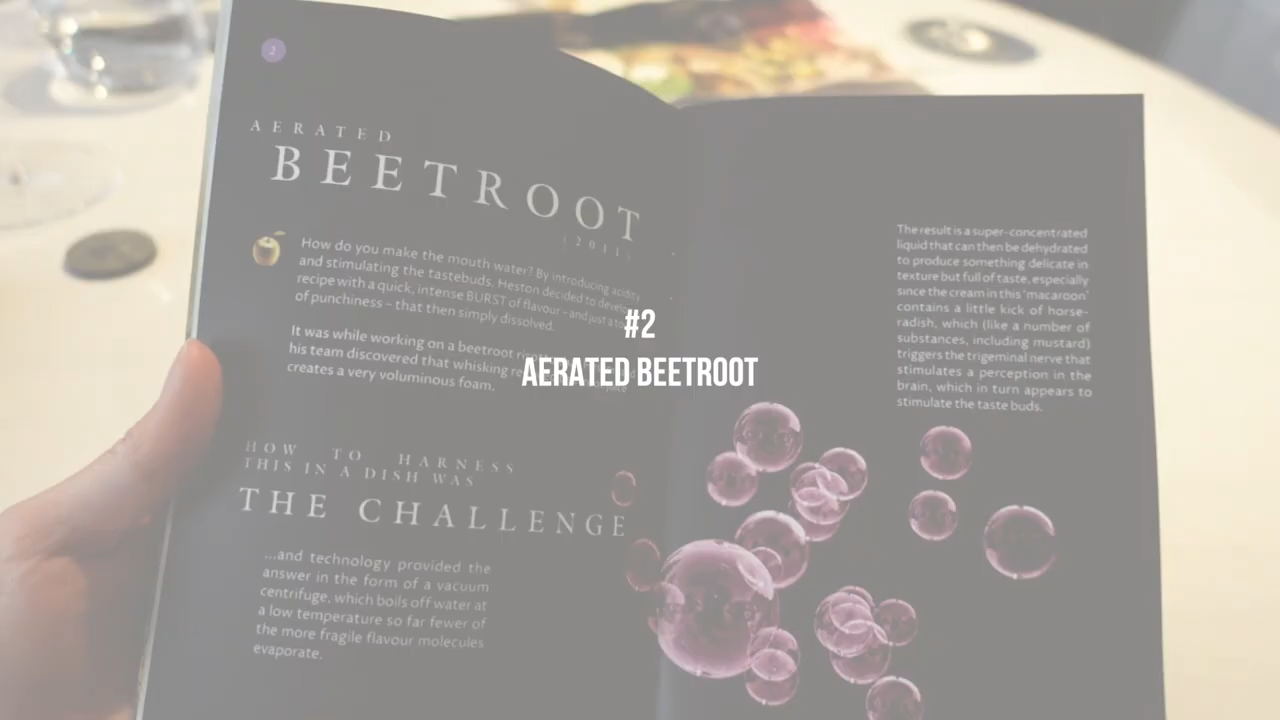 2
AERATED
BEETROOT
(2011)
How do you make the mouth water? By introducing acidity
and stimulating the tastebuds. Heston decided to develop
recipe with a quick, intense BURST of flavour – and just a
of punchiness – that then simply dissolved.
It was while working on a beetroot
his team discovered that whisking
creates a very voluminous foam.
HOW TO HARNESS
THIS IN A DISH WAS
THE CHALLENGE
...and technology provided the
answer in the form of a vacuum
centrifuge, which boils off water at
a low temperature so far fewer of
the more fragile flavour molecules
evaporate.
#2
AERATED BEETROOT
The result is a super-concentrated
liquid that can then be dehydrated
to produce something delicate in
texture but full of taste, especially
since the cream in this 'macaroon'
contains a little kick of horse-
radish, which (like a number of
substances, including mustard)
triggers the trigeminal nerve that
stimulates a perception in the
brain, which in turn appears to
stimulate the taste buds.